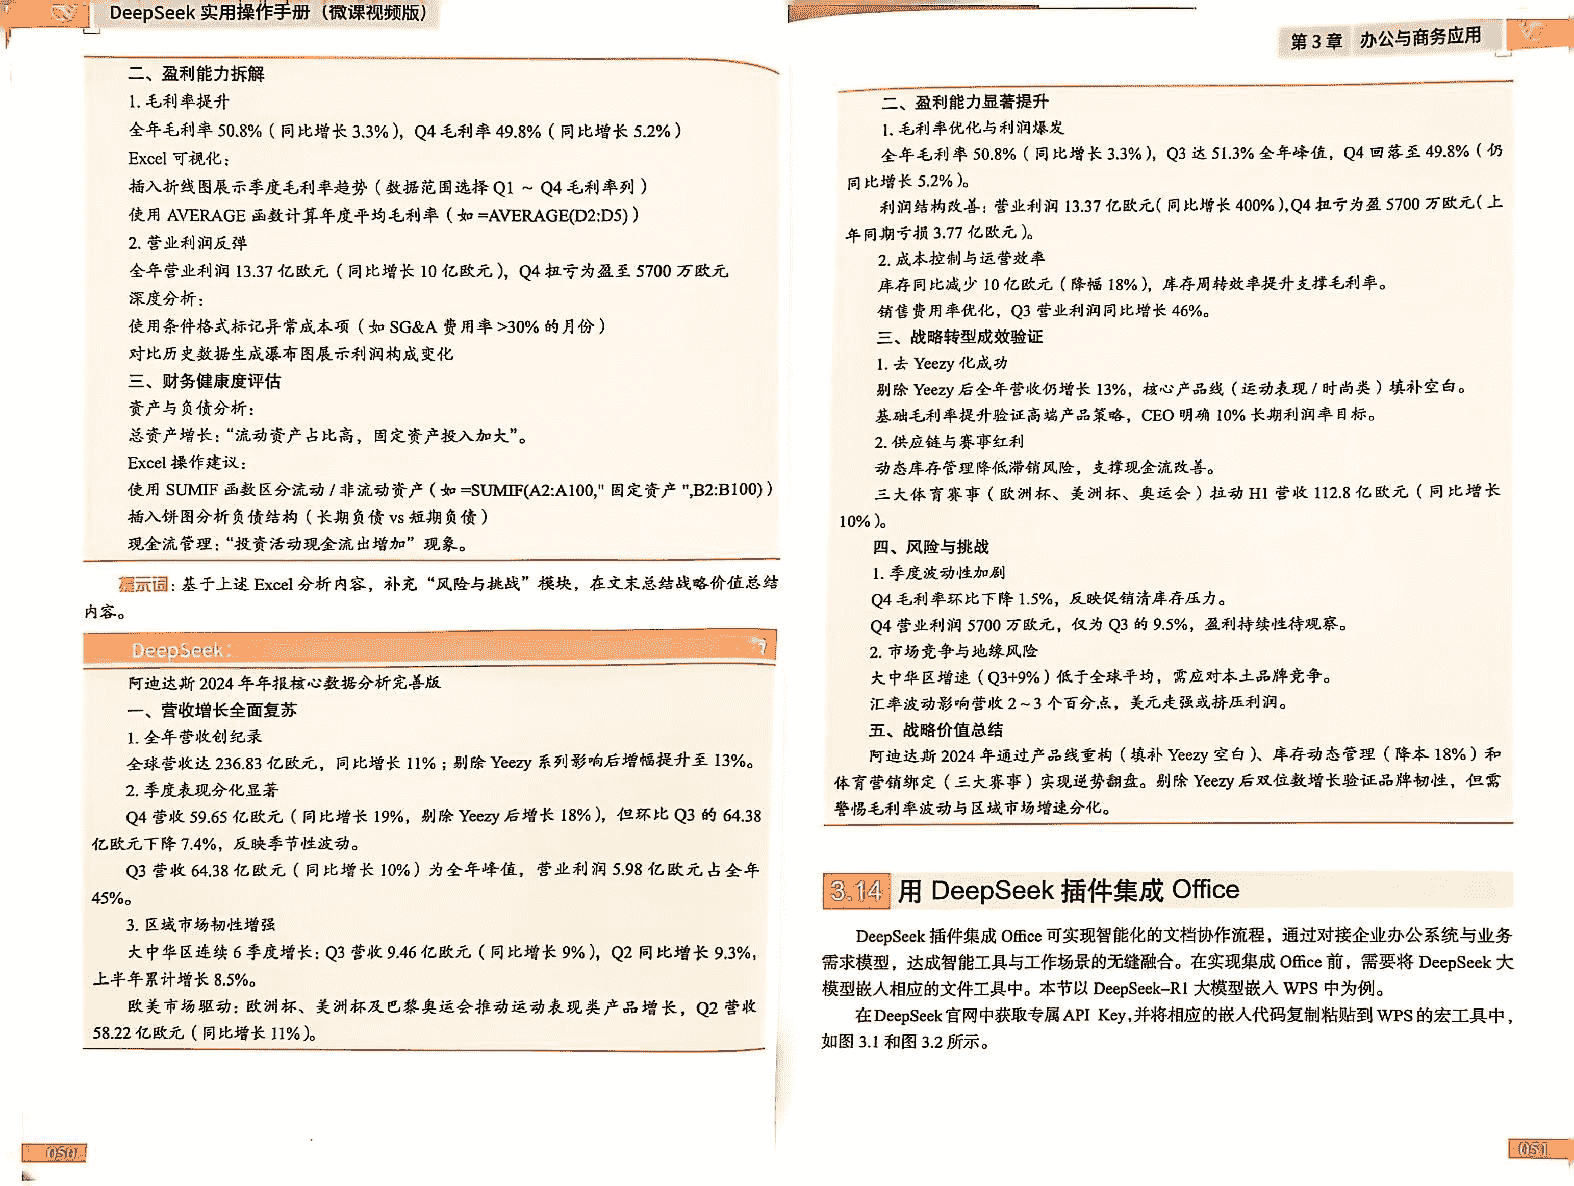 050
DeepSeek 实用操作手册（微课视频版）
二、盈利能力拆解
1. 毛利率提升
全年毛利率 50.8%（同比增长 3.3%），Q4 毛利率 49.8%（同比增长 5.2%）
Excel 可视化：
插入折线图展示季度毛利率趋势（数据范围选择 Q1 ~ Q4 毛利率列）
使用 AVERAGE 函数计算年度平均毛利率（如 =AVERAGE(D2:D5)）
2. 营业利润反弹
全年营业利润 13.37 亿欧元（同比增长 10 亿欧元），Q4 扭亏为盈至 5700 万欧元
深度分析：
使用条件格式标记异常成本项（如 SG&A 费用率 >30% 的月份）
对比历史数据生成瀑布图展示利润构成变化
三、财务健康度评估
资产与负债分析：
总资产增长：“流动资产占比高，固定资产投入加大”。
Excel 操作建议：
使用 SUMIF 函数区分流动 / 非流动资产（如 =SUMIF(A2:A100," 固定资产 ",B2:B100)）
插入饼图分析负债结构（长期负债 vs 短期负债）
现金流管理：“投资活动现金流出增加”现象。
提示词：基于上述 Excel 分析内容，补充“风险与挑战”模块，在文末总结战略价值总结
内容。
DeepSeek：
阿迪达斯 2024 年年报核心数据分析完善版
一、营收增长全面复苏
1. 全年营收创纪录
全球营收达 236.83 亿欧元，同比增长 11%；剔除 Yeezy 系列影响后增幅提升至 13%。
2. 季度表现分化显著
Q4 营收 59.65 亿欧元（同比增长 19%，剔除 Yeezy 后增长 18%），但环比 Q3 的 64.38
亿欧元下降 7.4%，反映季节性波动。
Q3 营收 64.38 亿欧元（同比增长 10%）为全年峰值，营业利润 5.98 亿欧元占全年
45%。
3. 区域市场韧性增强
大中华区连续 6 季度增长：Q3 营收 9.46 亿欧元（同比增长 9%），Q2 同比增长 9.3%，
上半年累计增长 8.5%。
欧美市场驱动：欧洲杯、美洲杯及巴黎奥运会推动运动表现类产品增长，Q2 营收
58.22 亿欧元（同比增长 11%）。
050
第 3 章 办公与商务应用
二、盈利能力显著提升
1. 毛利率优化与利润爆发
全年毛利率 50.8%（同比增长 3.3%），Q3 达 51.3% 全年峰值，Q4 回落至 49.8%（仍
同比增长 5.2%）。
利润结构改善：营业利润 13.37 亿欧元（同比增长 400%），Q4 扭亏为盈 5700 万欧元（上
年同期亏损 3.77 亿欧元）。
2. 成本控制与运营效率
库存同比减少 10 亿欧元（降幅 18%），库存周转效率提升支撑毛利率。
销售费用率优化，Q3 营业利润同比增长 46%。
三、战略转型成效验证
1. 去 Yeezy 化成功
剔除 Yeezy 后全年营收仍增长 13%，核心产品线（运动表现 / 时尚类）填补空白。
基础毛利率提升验证高端产品策略，CEO 明确 10% 长期利润率目标。
2. 供应链与赛事红利
动态库存管理降低滞销风险，支撑现金流改善。
三大体育赛事（欧洲杯、美洲杯、奥运会）拉动 H1 营收 112.8 亿欧元（同比增长
10%）。
四、风险与挑战
1. 季度波动性加剧
Q4 毛利率环比下降 1.5%，反映促销清库存压力。
Q4 营业利润 5700 万欧元，仅为 Q3 的 9.5%，盈利持续性待观察。
2. 市场竞争与地缘风险
大中华区增速（Q3+9%）低于全球平均，需应对本土品牌竞争。
汇率波动影响营收 2 ~ 3 个百分点，美元走强或挤压利润。
五、战略价值总结
阿迪达斯 2024 年通过产品线重构（填补 Yeezy 空白）、库存动态管理（降本 18%）和
体育营销绑定（三大赛事）实现逆势翻盘。剔除 Yeezy 后双位数增长验证品牌韧性，但需
警惕毛利率波动与区域市场增速分化。
3.14 用 DeepSeek 插件集成 Office
DeepSeek 插件集成 Office 可实现智能化的文档协作流程，通过对接企业办公系统与业务
需求模型，达成智能工具与工作场景的无缝融合。在实现集成 Office 前，需要将 DeepSeek 大
模型嵌入相应的文件工具中。本节以 DeepSeek-R1 大模型嵌入 WPS 中为例。
在 DeepSeek 官网中获取专属 API Key，并将相应的嵌入代码复制粘贴到 WPS 的宏工具中，
如图 3.1 和图 3.2 所示。
051